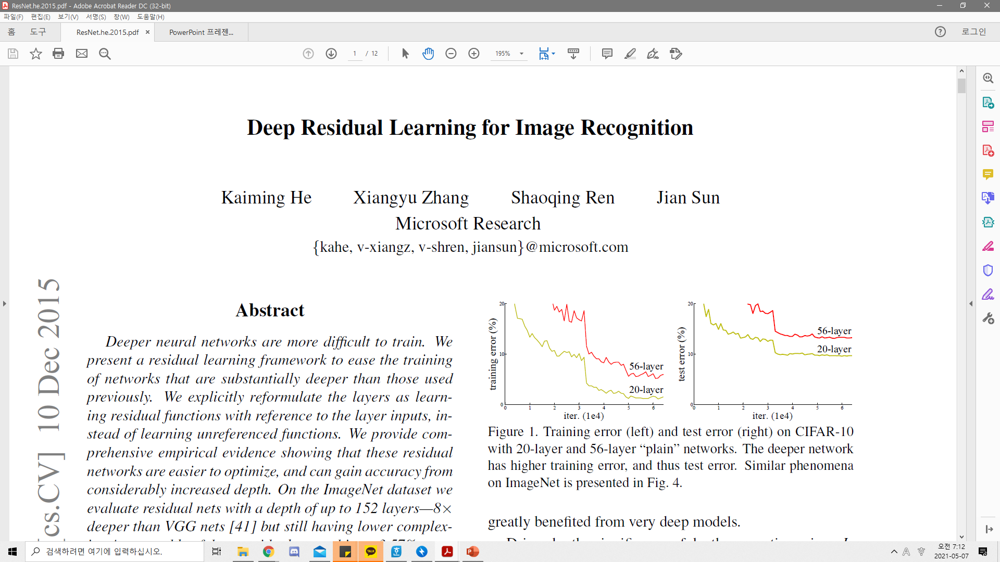 ResNet.he.2015.pdf - Adobe Acrobat Reader DC (32-bit)
파일(F) 편집(E) 보기(V) 서명(S) 창(W) 도움말(H)
홈 도구 ResNet.he.2015.pdf × PowerPoint 프레젠... 로그인
1 / 12 195%
Deep Residual Learning for Image Recognition
Kaiming He Xiangyu Zhang Shaoqing Ren Jian Sun
Microsoft Research
{kahe, v-xiangz, v-shren, jiansun}@microsoft.com
[cs.CV] 10 Dec 2015
Abstract
Deeper neural networks are more difficult to train. We
present a residual learning framework to ease the training
of networks that are substantially deeper than those used
previously. We explicitly reformulate the layers as learn-
ing residual functions with reference to the layer inputs, in-
stead of learning unreferenced functions. We provide com-
prehensive empirical evidence showing that these residual
networks are easier to optimize, and can gain accuracy from
considerably increased depth. On the ImageNet dataset we
evaluate residual nets with a depth of up to 152 layers—8×
deeper than VGG nets [41] but still having lower complex-
20
10
0
training error (%)
56-layer
20-layer
0 1 2 3 4 5 6
iter. (1e4)
20
10
0
test error (%)
56-layer
20-layer
0 1 2 3 4 5 6
iter. (1e4)
Figure 1. Training error (left) and test error (right) on CIFAR-10
with 20-layer and 56-layer “plain” networks. The deeper network
has higher training error, and thus test error. Similar phenomena
on ImageNet is presented in Fig. 4.
greatly benefited from very deep models.
검색하려면 여기에 입력하십시오.
TALK
A
오전 7:12
2021-05-07